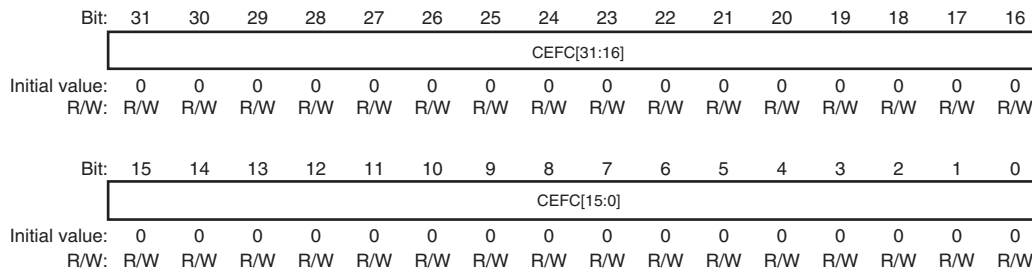 Bit: 31 30 29 28 27 26 25 24 23 22 21 20 19 18 17 16
CEFC[31:16]
Initial value: 0 0 0 0 0 0 0 0 0 0 0 0 0 0 0 0
R/W: R/W R/W R/W R/W R/W R/W R/W R/W R/W R/W R/W R/W R/W R/W R/W R/W
Bit: 15 14 13 12 11 10 9 8 7 6 5 4 3 2 1 0
CEFC[15:0]
Initial value: 0 0 0 0 0 0 0 0 0 0 0 0 0 0 0 0
R/W: R/W R/W R/W R/W R/W R/W R/W R/W R/W R/W R/W R/W R/W R/W R/W R/W